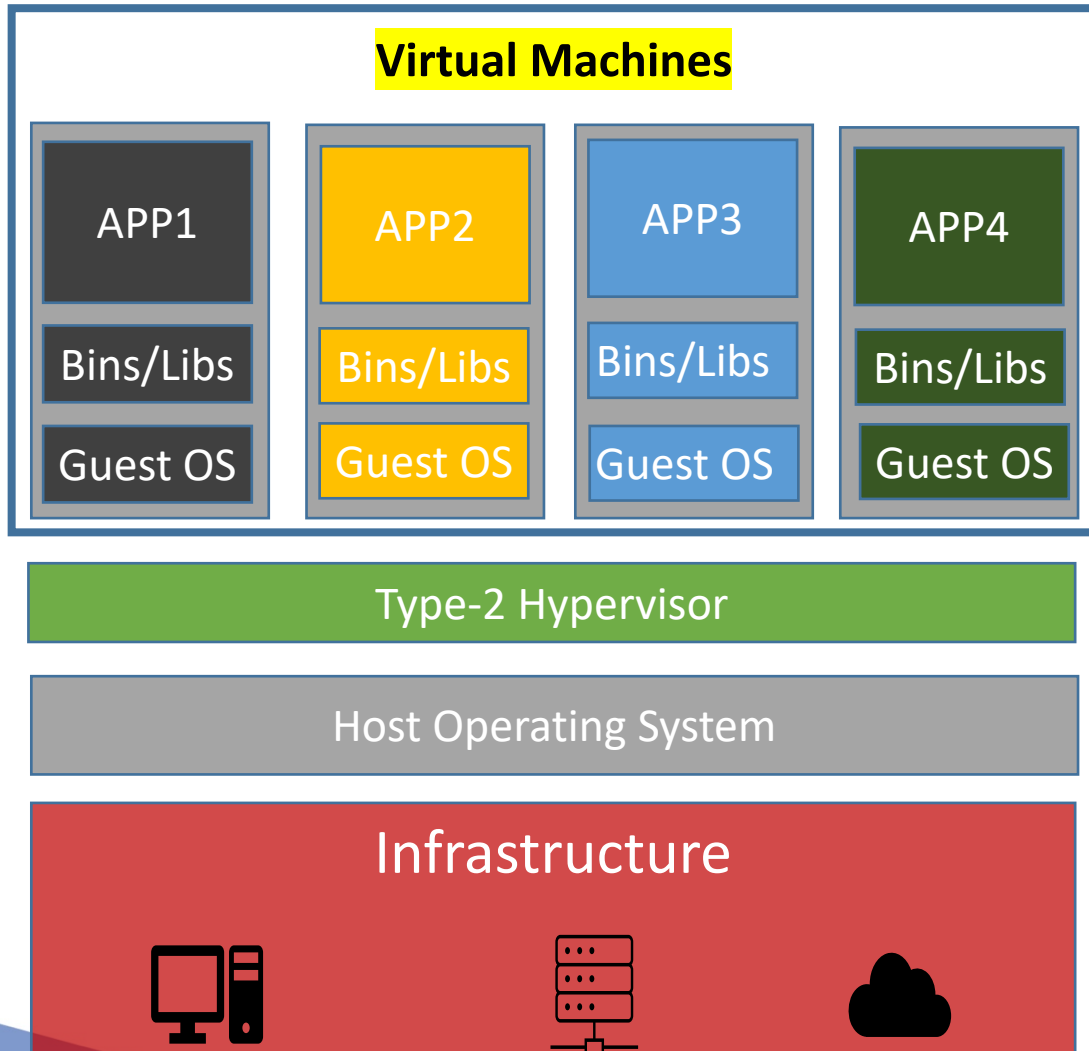 Virtual Machines
APP1
APP2
APP3
APP4
Bins/Libs
Bins/Libs
Bins/Libs
Bins/Libs
Guest OS
Guest OS
Guest OS
Guest OS
Type-2 Hypervisor
Host Operating System
Infrastructure